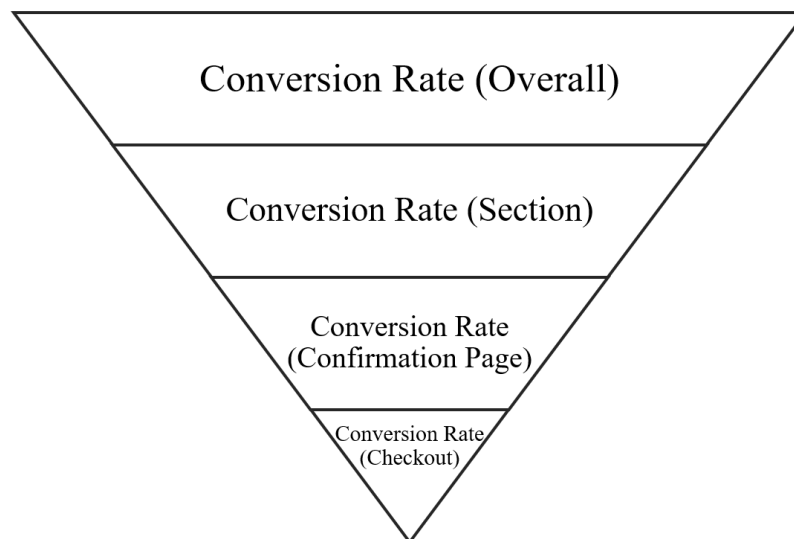 Conversion Rate (Overall)
Conversion Rate (Section)
Conversion Rate
(Confirmation Page)
Conversion Rate
(Checkout)